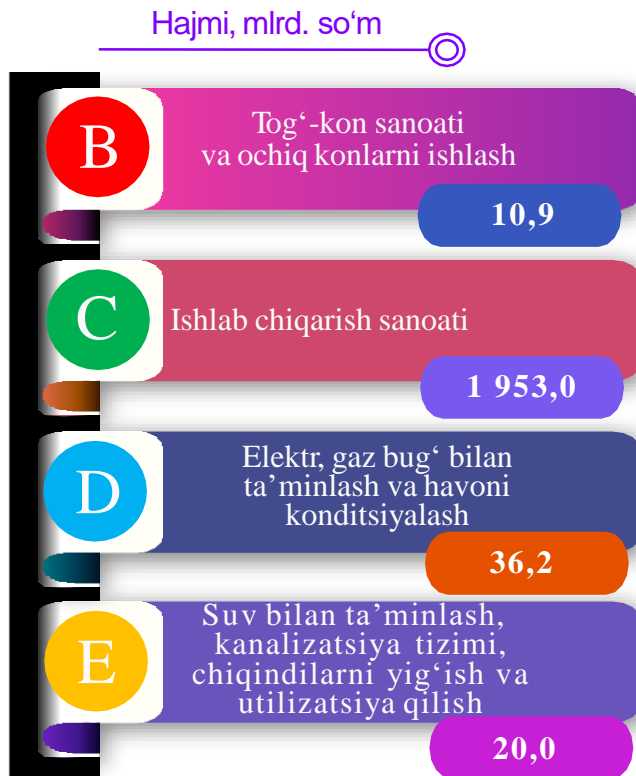 Hajmi, mlrd. so‘m
B
Tog‘-kon sanoati
va ochiq konlarni ishlash
10,9
C
Ishlab chiqarish sanoati
1 953,0
D
Elektr, gaz bug‘ bilan
ta’minlash va havoni
konditsiyalash
36,2
E
Suv bilan ta’minlash,
kanalizatsiya tizimi,
chiqindilarni yig‘ish va
utilizatsiya qilish
20,0